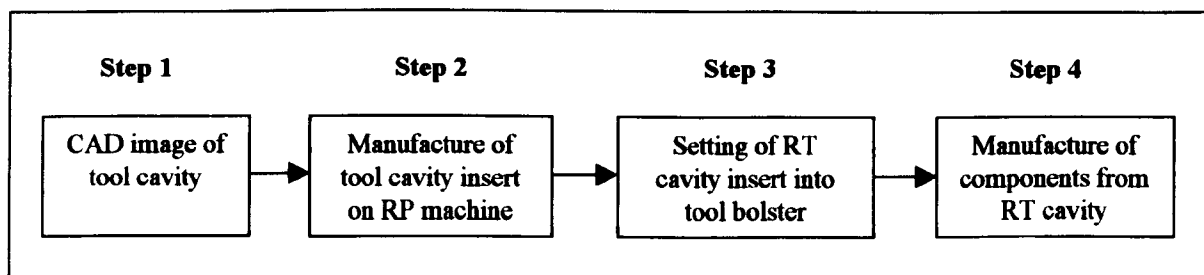 Step 1
Step 2
Step 3
Step 4
CAD image of
tool cavity
Manufacture of
tool cavity insert
on RP machine
Setting of RT
cavity insert into
tool bolster
Manufacture of
components from
RT cavity